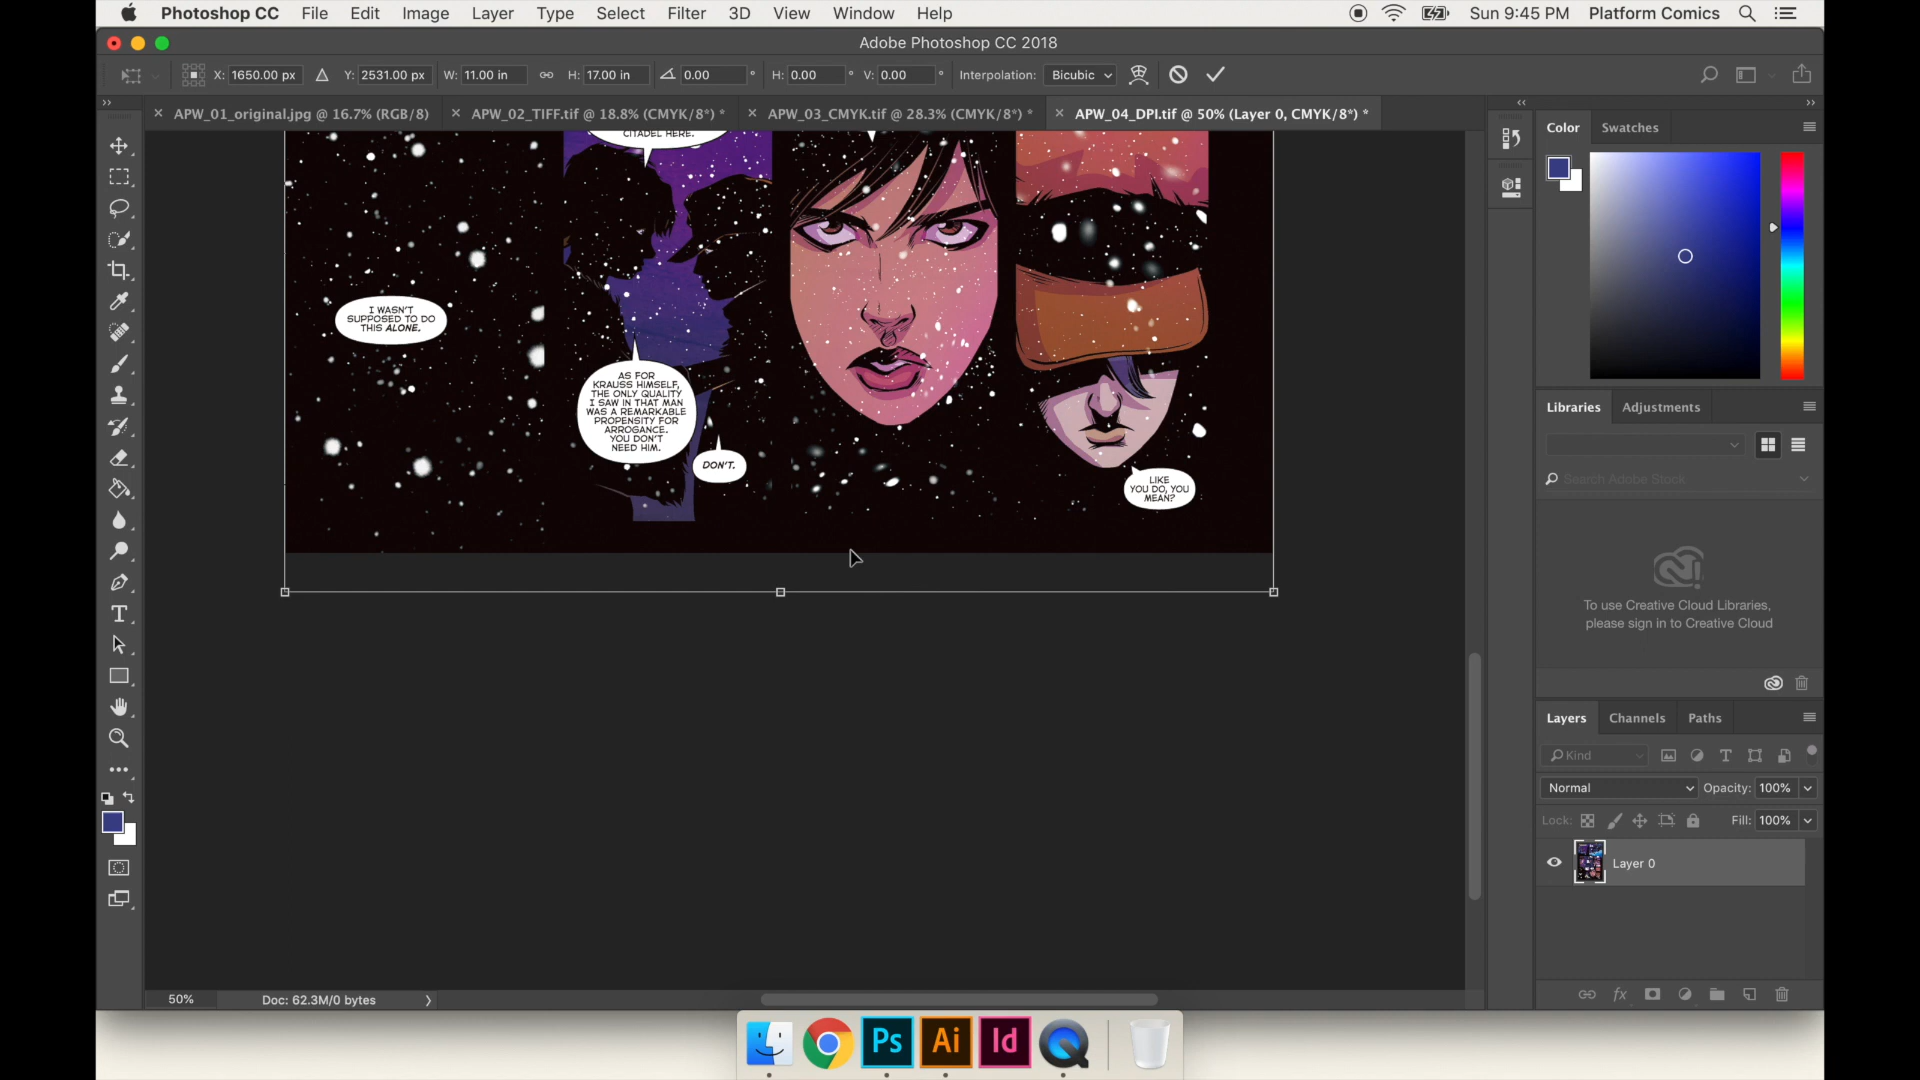 Photoshop CC File Edit Image Layer Type Select Filter 3D View Window Help Sun 9:45 PM Platform Comics
Adobe Photoshop CC 2018
X: 1650.00 px Y: 2531.00 px W: 11.00 in H: 17.00 in 0.00 ° H: 0.00 ° V: 0.00 ° Interpolation: Bicubic
APW_01_original.jpg @ 16.7% (RGB/8) APW_02_TIFF.tif @ 18.8% (CMYK/8*) * APW_03_CMYK.tif @ 28.3% (CMYK/8*) * APW_04_DPI.tif @ 50% (Layer 0, CMYK/8*) *
Color Swatches
CITADEL HERE.
I WASN'T
SUPPOSED TO DO
THIS ALONE.
AS FOR
KRAUSS HIMSELF,
THE ONLY QUALITY
I SAW IN THAT MAN
WAS A REMARKABLE
PROPENSITY FOR
ARROGANCE.
YOU DON'T
NEED HIM.
DON'T.
LIKE
YOU DO, YOU
MEAN?
Libraries Adjustments
Search Adobe Stock
To use Creative Cloud Libraries,
please sign in to Creative Cloud
Layers Channels Paths
Kind
Normal Opacity: 100%
Lock: Fill: 100%
Layer 0
50% Doc: 62.3M/0 bytes
Ps Ai Id